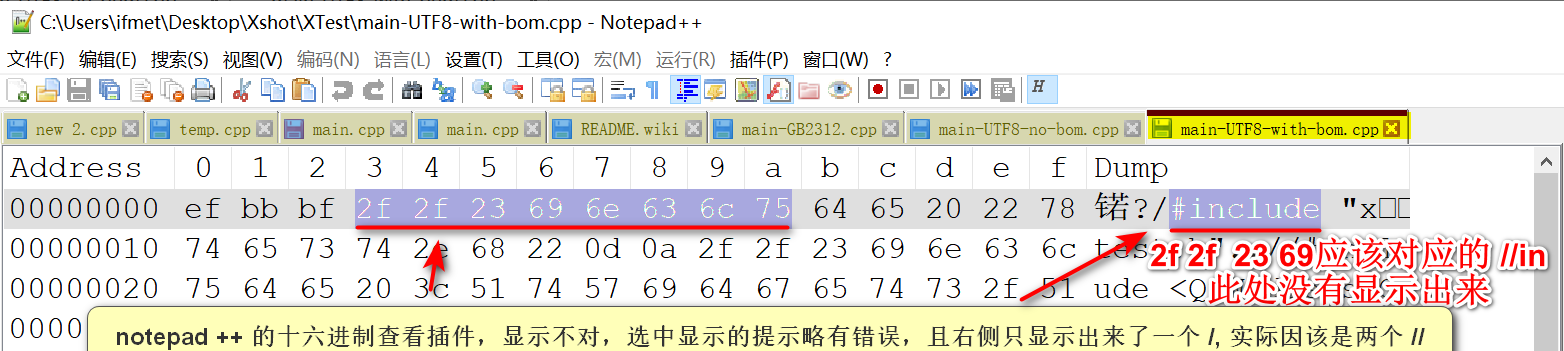 C:\Users\ifmet\Desktop\Xshot\XTest\main-UTF8-with-bom.cpp - Notepad++
文件(F) 编辑(E) 搜索(S) 视图(V) 编码(N) 语言(L) 设置(T) 工具(O) 宏(M) 运行(R) 插件(P) 窗口(W) ?
new 2.cpp temp.cpp main.cpp main.cpp README.wiki main-GB2312.cpp main-UTF8-no-bom.cpp main-UTF8-with-bom.cpp
Address 0 1 2 3 4 5 6 7 8 9 a b c d e f Dump
00000000 ef bb bf 2f 2f 23 69 6e 63 6c 75 64 65 20 22 78 锘?/#include "x
00000010 74 65 73 74 2e 68 22 0d 0a 2f 2f 23 69 6e 63 6c
2f 2f 23 69应该对应的 //in
00000020 75 64 65 20 3c 51 74 57 69 64 67 65 74 73 2f 51 ude
此处没有显示出来
notepad ++ 的十六进制查看插件，显示不对，选中显示的提示略有错误，且右侧只显示出来了一个 /, 实际因该是两个 //